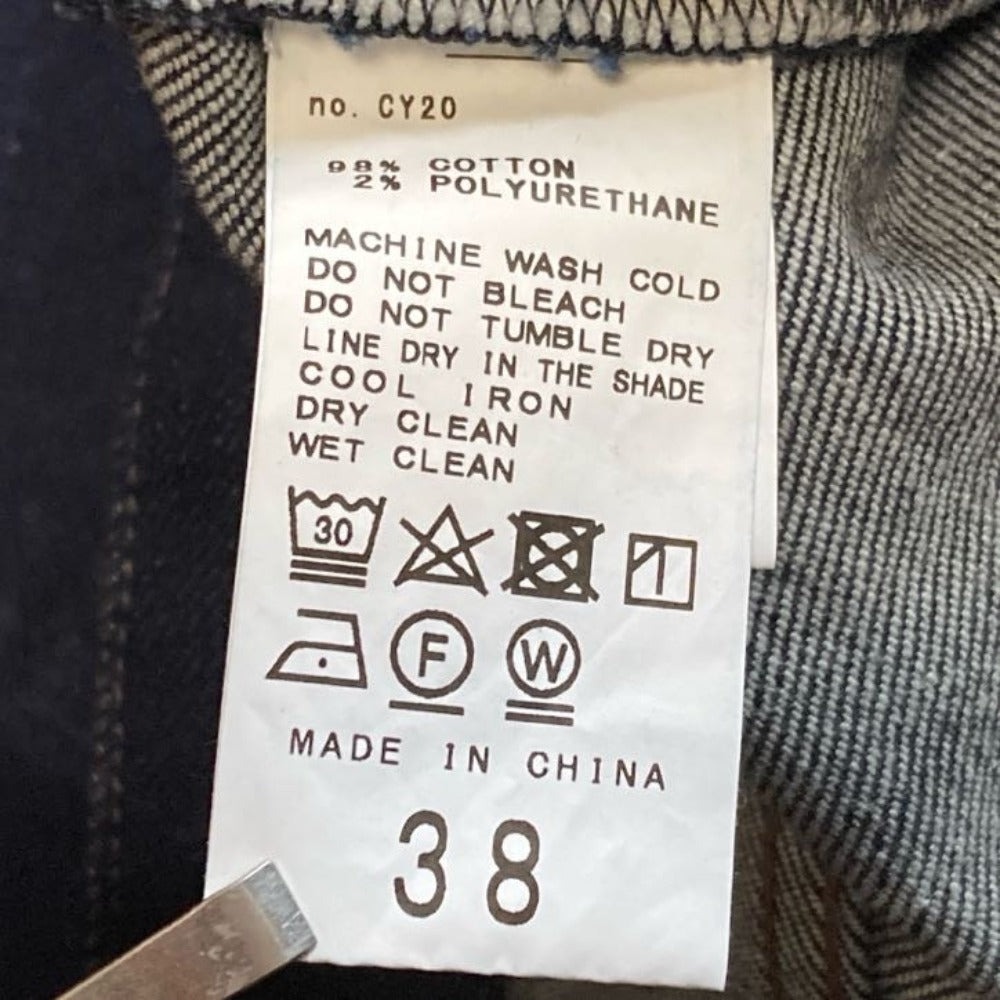 no. CY20
98% COTTON
2% POLYURETHANE
MACHINE WASH COLD
DO NOT BLEACH
DO NOT TUMBLE DRY
LINE DRY IN THE SHADE
COOL IRON
DRY CLEAN
WET CLEAN
30
F W
MADE IN CHINA
38